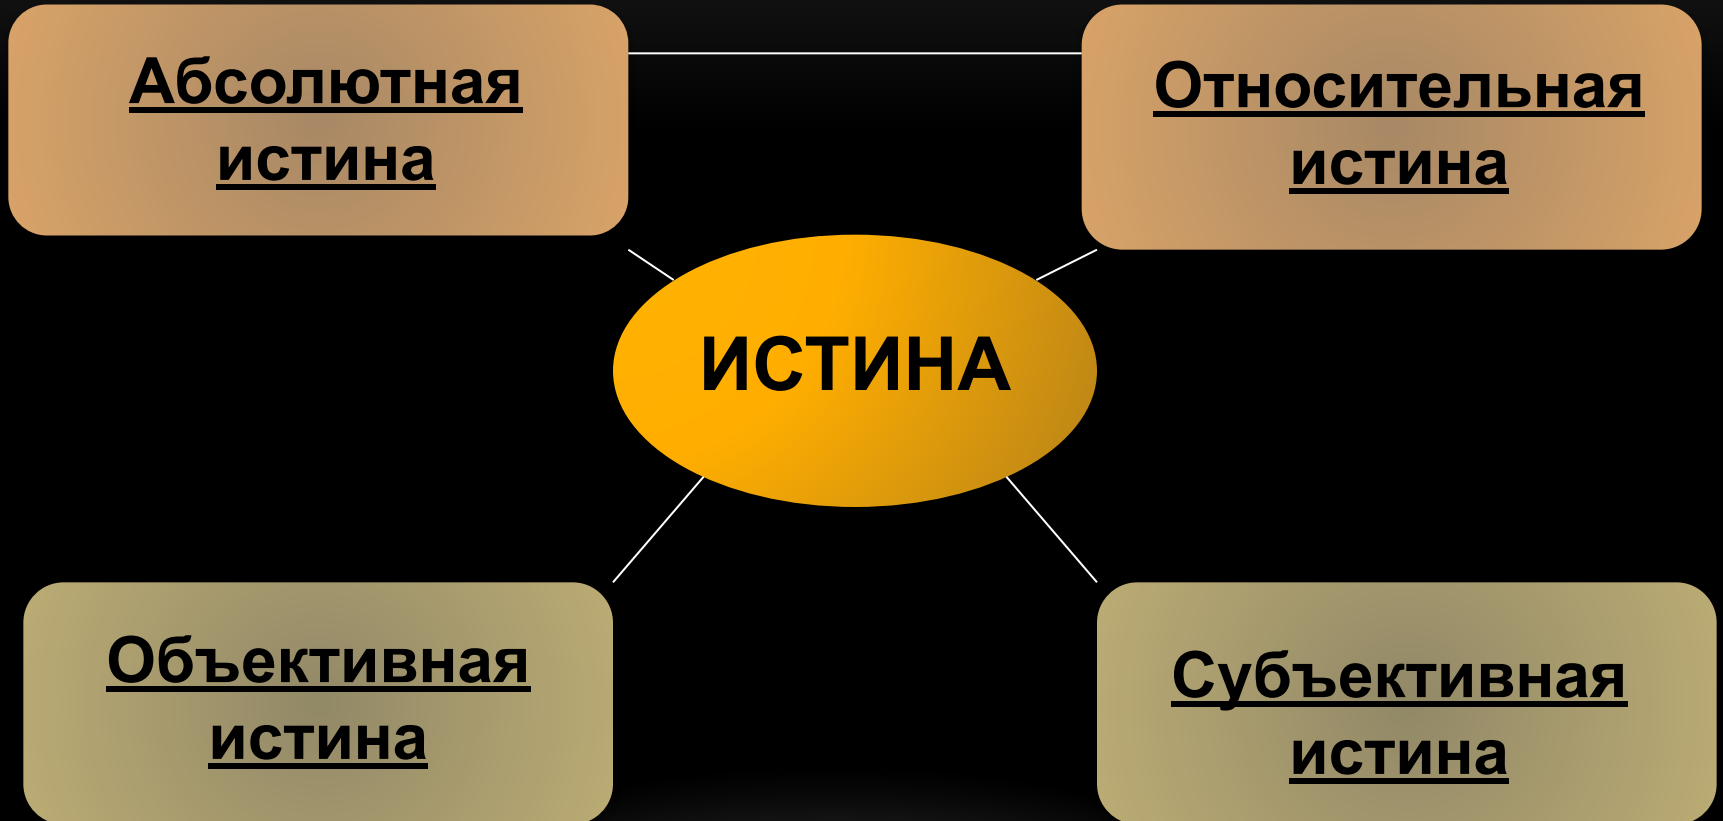 Абсолютная
истина
Относительная
истина
ИСТИНА
Объективная
истина
Субъективная
истина